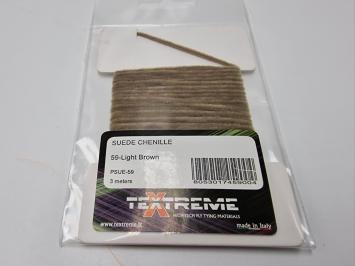 SUEDE CHENILLE
59-Light Brown
PSUE-59
3 meters
8053017459004
TEXTREME
HIGHTECH FLY TYING MATERIALS
www.textreme.it
made in Italy